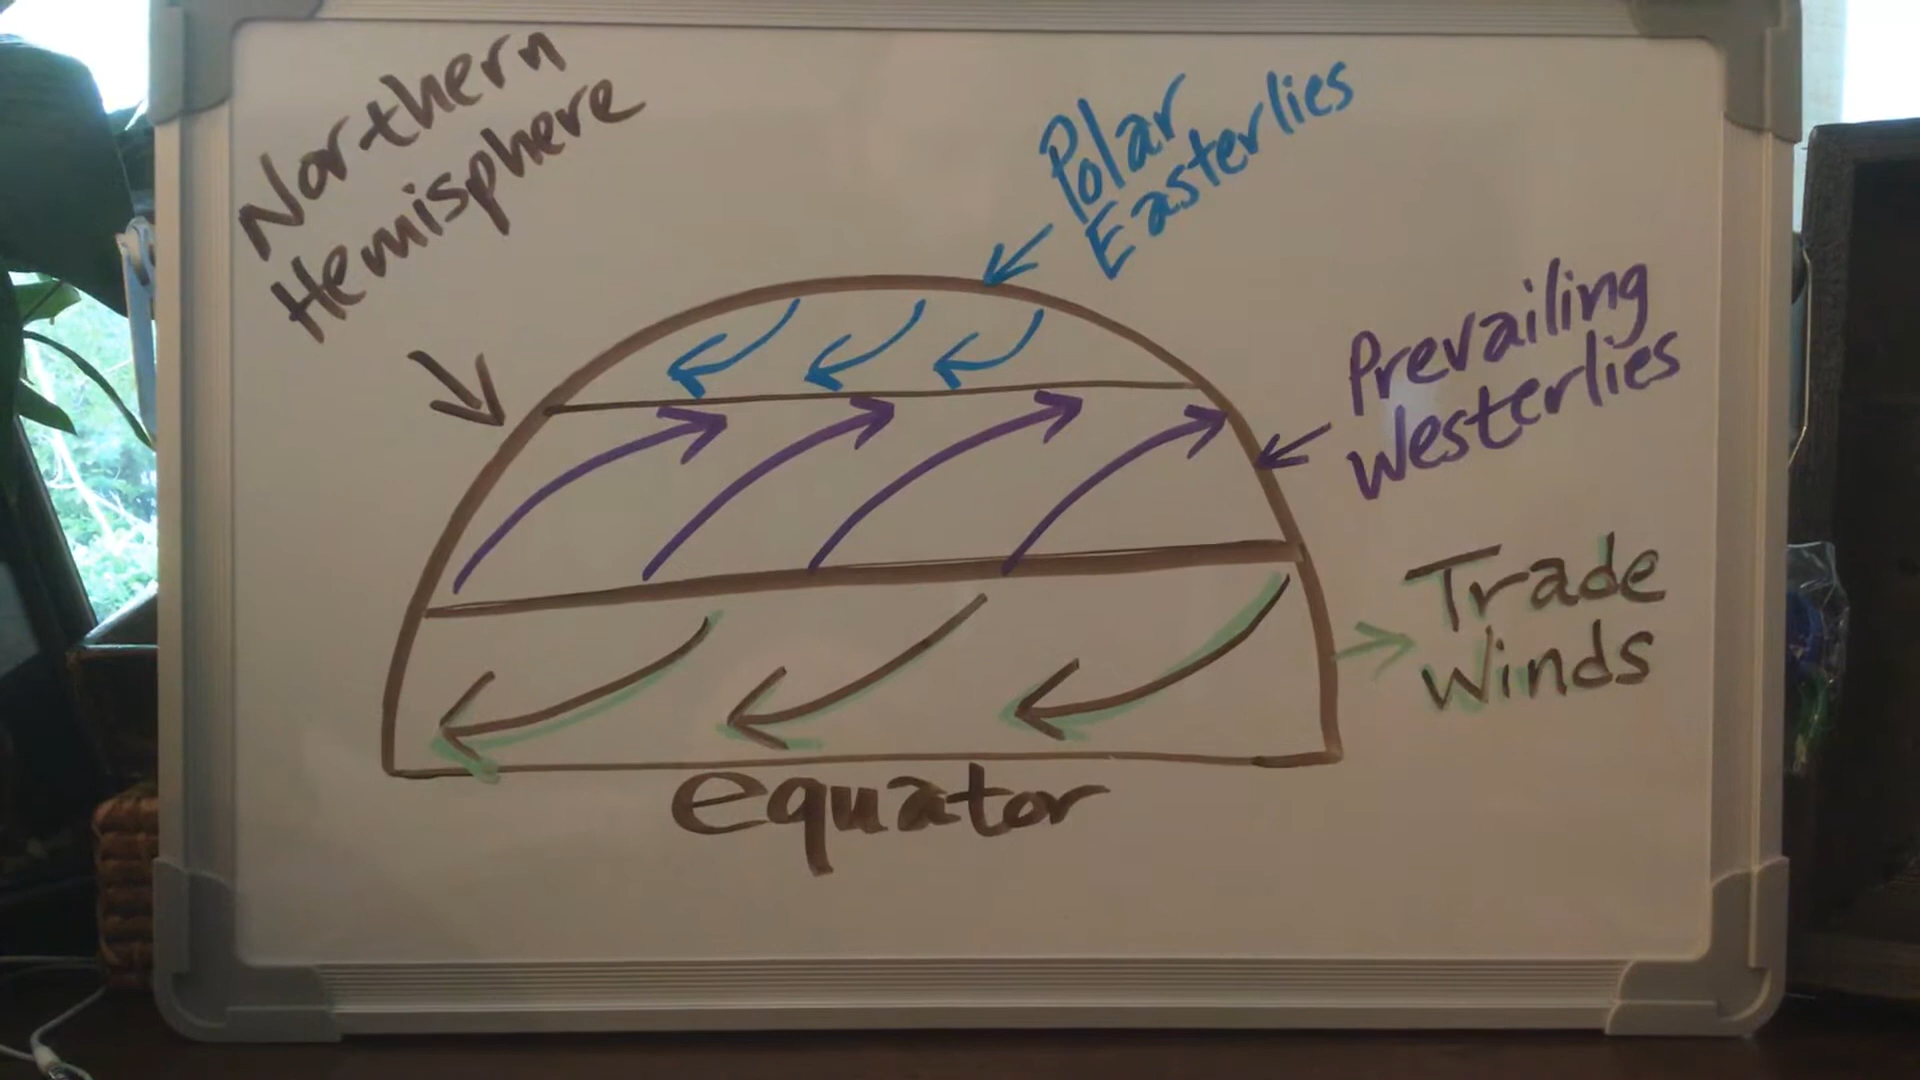 Northern
Hemisphere
Polar
Easterlies
Prevailing
Westerlies
Trade
Winds
equator